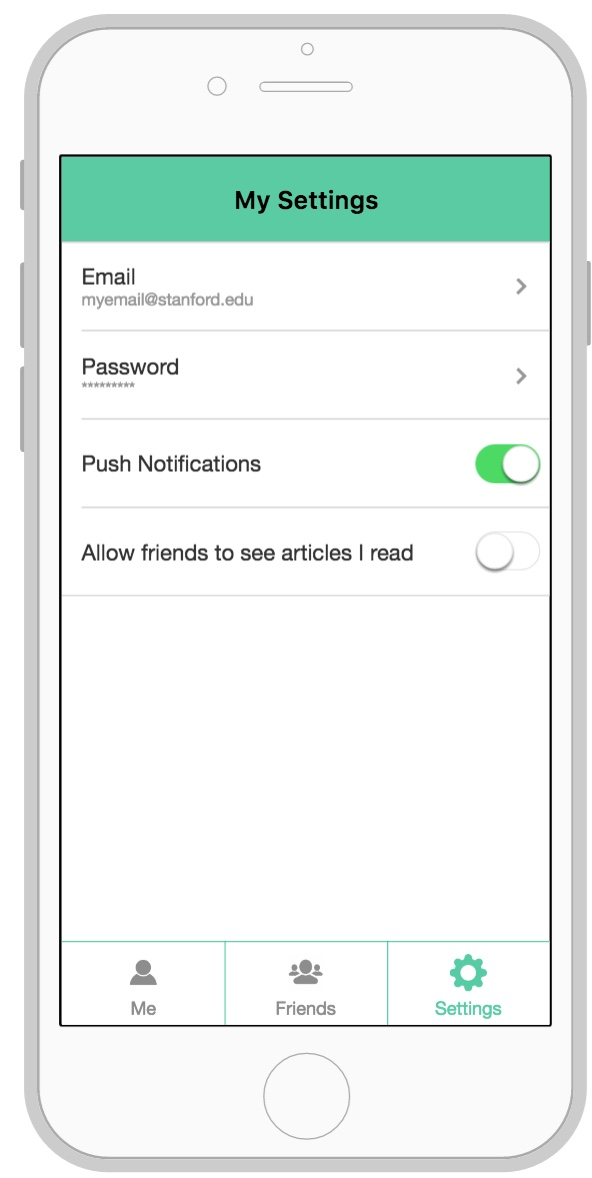 My Settings
Email
myemail@stanford.edu
Password
*********
Push Notifications
Allow friends to see articles I read
Me
Friends
Settings